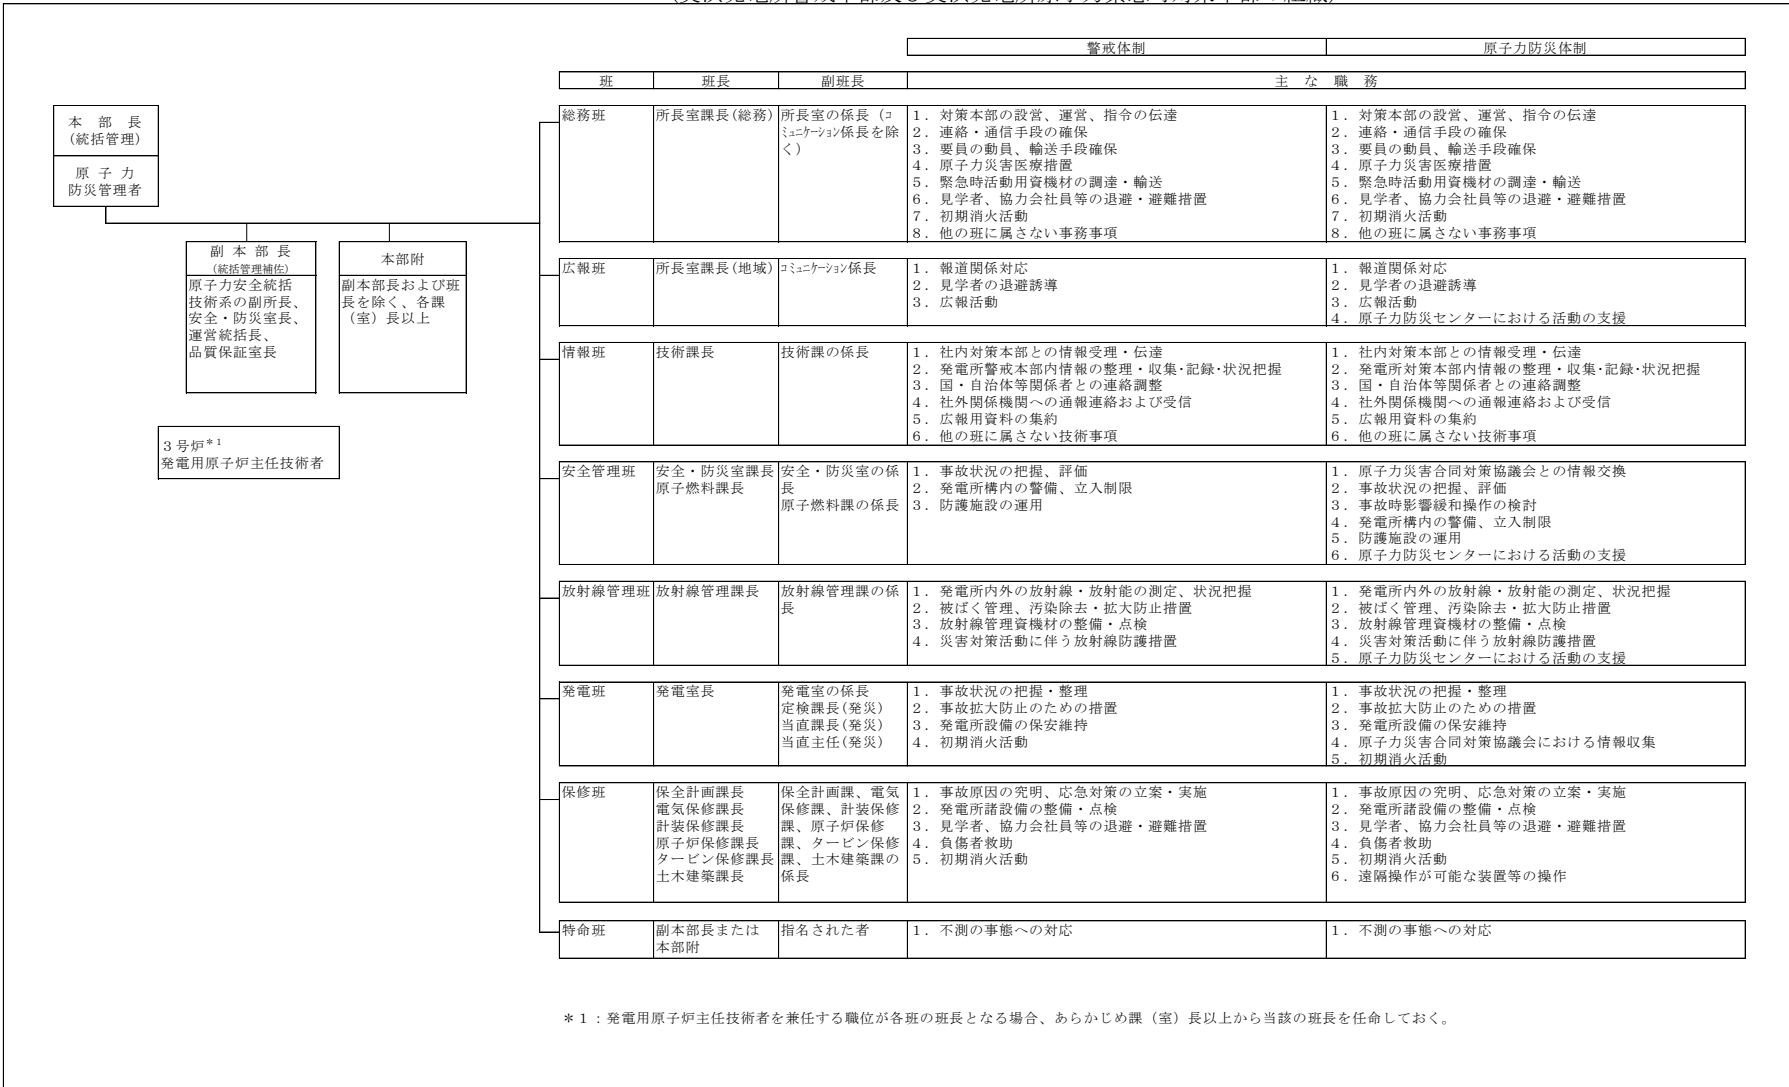 警戒体制
原子力防災体制
班
班長
副班長
主 な 職 務
本 部 長
(統括管理)
原 子 力
防災管理者
副 本 部 長
(統括管理補佐)
原子力安全統括
技術系の副所長、
安全・防災室長、
運営統括長、
品質保証室長
本部附
副本部長および班
長を除く、各課
（室）長以上
3号炉*1
発電用原子炉主任技術者
総務班
所長室課長(総務)
所長室の係長（コ
ミュニケーション係長を除
く）
1. 対策本部の設営、運営、指令の伝達
2. 連絡・通信手段の確保
3. 要員の動員、輸送手段確保
4. 原子力災害医療措置
5. 緊急時活動用資機材の調達・輸送
6. 見学者、協力会社員等の退避・避難措置
7. 初期消火活動
8. 他の班に属さない事務事項
1. 対策本部の設営、運営、指令の伝達
2. 連絡・通信手段の確保
3. 要員の動員、輸送手段確保
4. 原子力災害医療措置
5. 緊急時活動用資機材の調達・輸送
6. 見学者、協力会社員等の退避・避難措置
7. 初期消火活動
8. 他の班に属さない事務事項
広報班
所長室課長(地域)
コミュニケーション係長
1. 報道関係対応
2. 見学者の退避誘導
3. 広報活動
1. 報道関係対応
2. 見学者の退避誘導
3. 広報活動
4. 原子力防災センターにおける活動の支援
情報班
技術課長
技術課の係長
1. 社内対策本部との情報受理・伝達
2. 発電所警戒本部内情報の整理・収集・記録・状況把握
3. 国・自治体等関係者との連絡調整
4. 社外関係機関への通報連絡および受信
5. 広報用資料の集約
6. 他の班に属さない技術事項
1. 社内対策本部との情報受理・伝達
2. 発電所対策本部内情報の整理・収集・記録・状況把握
3. 国・自治体等関係者との連絡調整
4. 社外関係機関への通報連絡および受信
5. 広報用資料の集約
6. 他の班に属さない技術事項
安全管理班
安全・防災室課長
原子燃料課長
安全・防災室の係
長
原子燃料課の係長
1. 事故状況の把握、評価
2. 発電所構内の警備、立入制限
3. 防護施設の運用
1. 原子力災害合同対策協議会との情報交換
2. 事故状況の把握、評価
3. 事故時影響緩和操作の検討
4. 発電所構内の警備、立入制限
5. 防護施設の運用
6. 原子力防災センターにおける活動の支援
放射線管理班
放射線管理課長
放射線管理課の係
長
1. 発電所内外の放射線・放射能の測定、状況把握
2. 被ばく管理、汚染除去・拡大防止措置
3. 放射線管理資機材の整備・点検
4. 災害対策活動に伴う放射線防護措置
1. 発電所内外の放射線・放射能の測定、状況把握
2. 被ばく管理、汚染除去・拡大防止措置
3. 放射線管理資機材の整備・点検
4. 災害対策活動に伴う放射線防護措置
5. 原子力防災センターにおける活動の支援
発電班
発電室長
発電室の係長
定検課長(発災)
当直課長(発災)
当直主任(発災)
1. 事故状況の把握・整理
2. 事故拡大防止のための措置
3. 発電所設備の保安維持
4. 初期消火活動
1. 事故状況の把握・整理
2. 事故拡大防止のための措置
3. 発電所設備の保安維持
4. 原子力災害合同対策協議会における情報収集
5. 初期消火活動
保修班
保全計画課長
電気保修課長
計装保修課長
原子炉保修課長
タービン保修課長
土木建築課長
保全計画課、電気
保修課、計装保修
課、原子炉保修
課、タービン保修
課、土木建築課の
係長
1. 事故原因の究明、応急対策の立案・実施
2. 発電所諸設備の整備・点検
3. 見学者、協力会社員等の退避・避難措置
4. 負傷者救助
5. 初期消火活動
1. 事故原因の究明、応急対策の立案・実施
2. 発電所諸設備の整備・点検
3. 見学者、協力会社員等の退避・避難措置
4. 負傷者救助
5. 初期消火活動
6. 遠隔操作が可能な装置等の操作
特命班
副本部長または
本部附
指名された者
1. 不測の事態への対応
1. 不測の事態への対応
＊1：発電用原子炉主任技術者を兼任する職位が各班の班長となる場合、あらかじめ課（室）長以上から当該の班長を任命しておく。